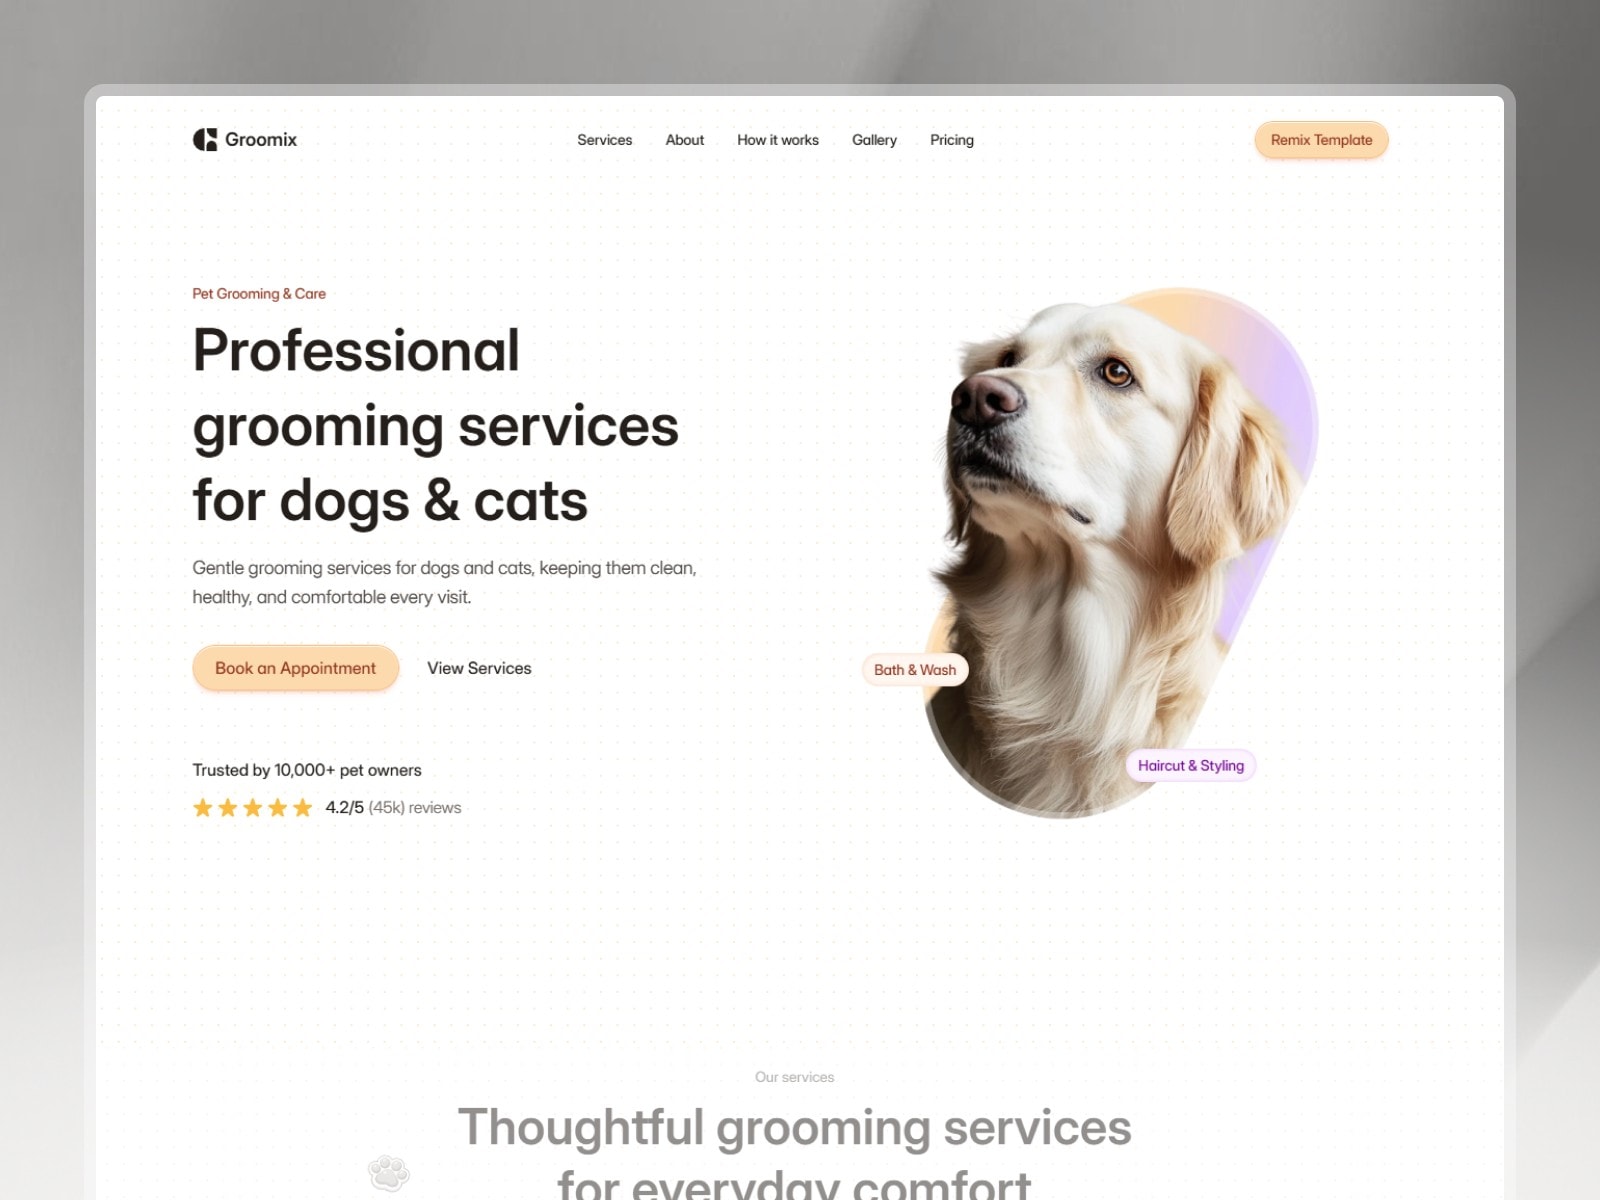 Groomix
Services
About
How it works
Gallery
Pricing
Remix Template
Pet Grooming & Care
Professional
grooming services
for dogs & cats
Gentle grooming services for dogs and cats, keeping them clean,
healthy, and comfortable every visit.
Book an Appointment
View Services
Trusted by 10,000+ pet owners
4.2/5 (45k) reviews
Bath & Wash
Haircut & Styling
Our services
Thoughtful grooming services
for everyday comfort